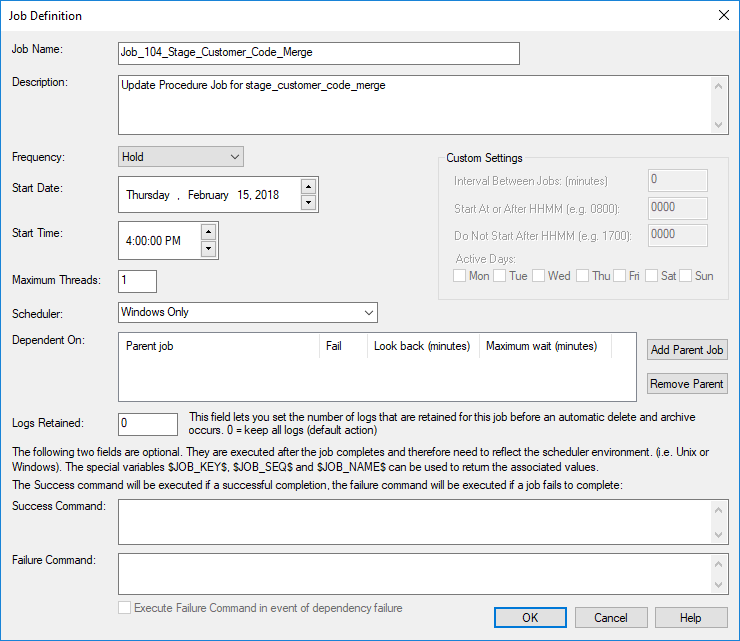 Job Definition
Job Name:
Job_104_Stage_Customer_Code_Merge
Description:
Update Procedure Job for stage_customer_code_merge
Frequency:
Hold
Start Date:
Thursday , February 15, 2018
Start Time:
4:00:00 PM
Custom Settings
Interval Between Jobs: (minutes)
0
Start At or After HHMM (e.g. 0800):
0000
Do Not Start After HHMM (e.g. 1700):
0000
Active Days:
Mon Tue Wed Thu Fri Sat Sun
Maximum Threads:
1
Scheduler:
Windows Only
Dependent On:
Parent job Fail Look back (minutes) Maximum wait (minutes)
Add Parent Job
Remove Parent
Logs Retained:
0
This field lets you set the number of logs that are retained for this job before an automatic delete and archive
occurs. 0 = keep all logs (default action)
The following two fields are optional. They are executed after the job completes and therefore need to reflect the scheduler environment. (i.e. Unix or
Windows). The special variables $JOB_KEY$, $JOB_SEQ$ and $JOB_NAME$ can be used to return the associated values.
The Success command will be executed if a successful completion, the failure command will be executed if a job fails to complete:
Success Command:
Failure Command:
Execute Failure Command in event of dependency failure
OK
Cancel
Help